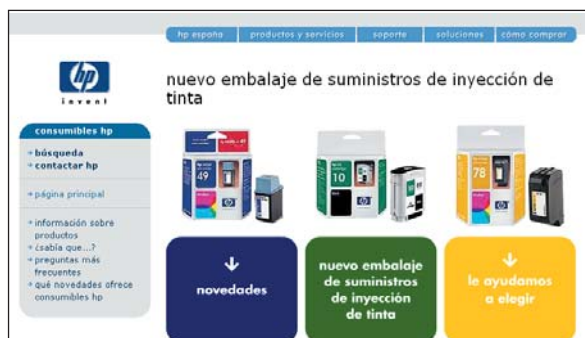 hp españa
productos y servicios
soporte
soluciones
cómo comprar
hp
invent
nuevo embalaje de suministros de inyección de
tinta
consumibles hp
búsqueda
contactar hp
página principal
información sobre
productos
¿sabía que...?
preguntas más
frecuentes
qué novedades ofrece
consumibles hp
49
10
78
novedades
nuevo embalaje
de suministros
de inyección
de tinta
le ayudamos
a elegir